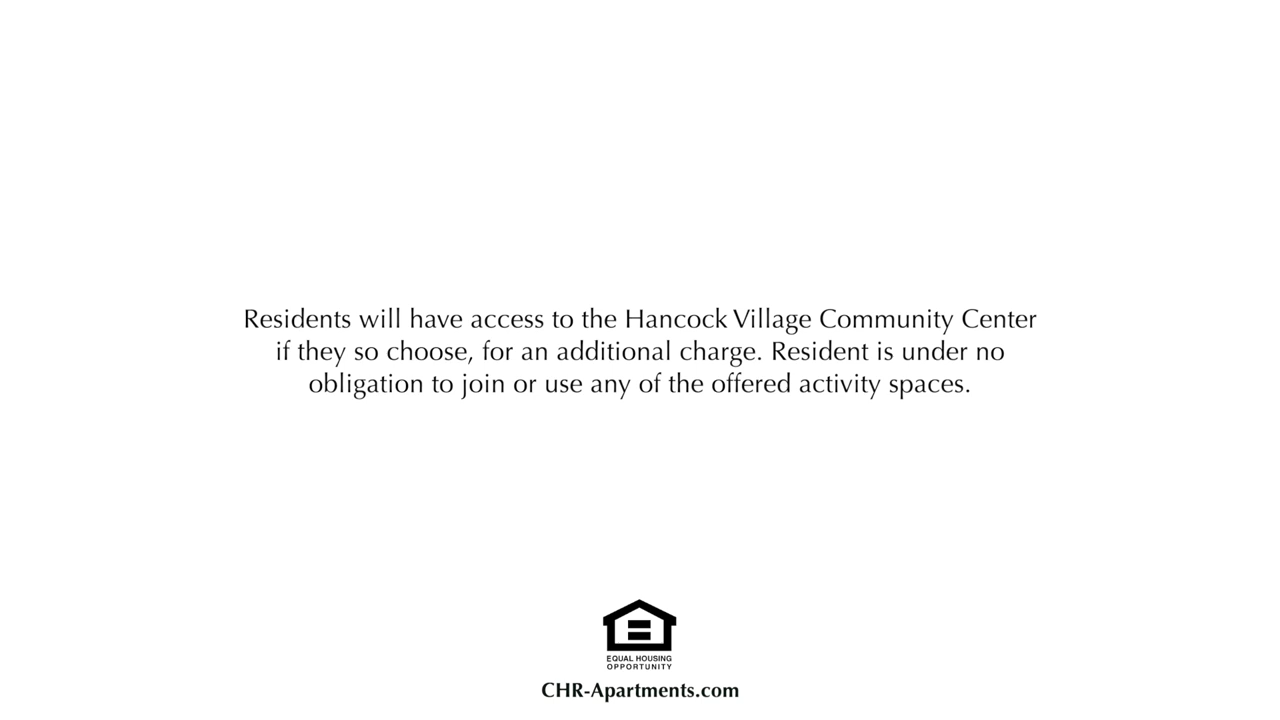 Residents will have access to the Hancock Village Community Center
if they so choose, for an additional charge. Resident is under no
obligation to join or use any of the offered activity spaces.
EQUAL HOUSING
OPPORTUNITY
CHR-Apartments.com